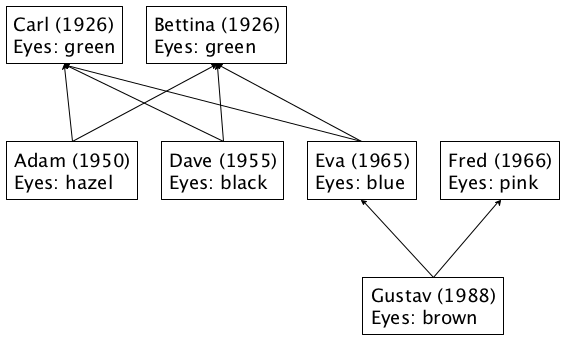 Carl (1926)
Eyes: green
Bettina (1926)
Eyes: green
Adam (1950)
Eyes: hazel
Dave (1955)
Eyes: black
Eva (1965)
Eyes: blue
Fred (1966)
Eyes: pink
Gustav (1988)
Eyes: brown